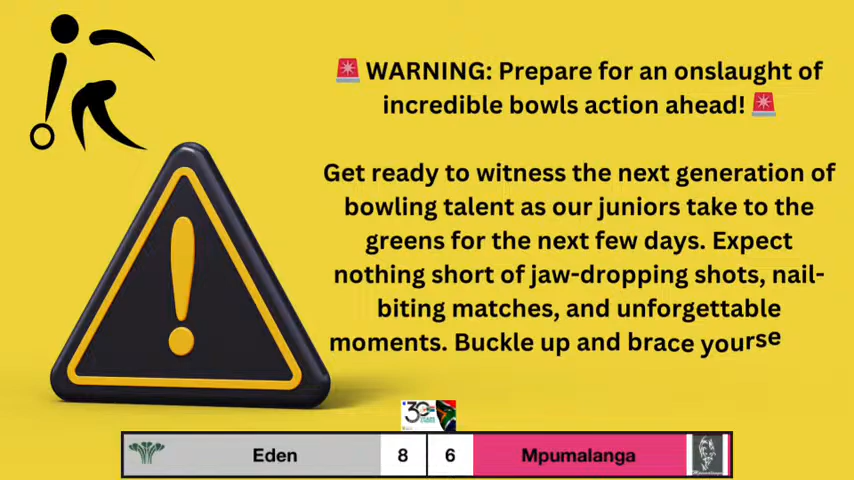 🚨 WARNING: Prepare for an onslaught of
incredible bowls action ahead! 🚨
Get ready to witness the next generation of
bowling talent as our juniors take to the
greens for the next few days. Expect
nothing short of jaw-dropping shots, nail-
biting matches, and unforgettable
moments. Buckle up and brace yourse
30
Eden 8 6 Mpumalanga